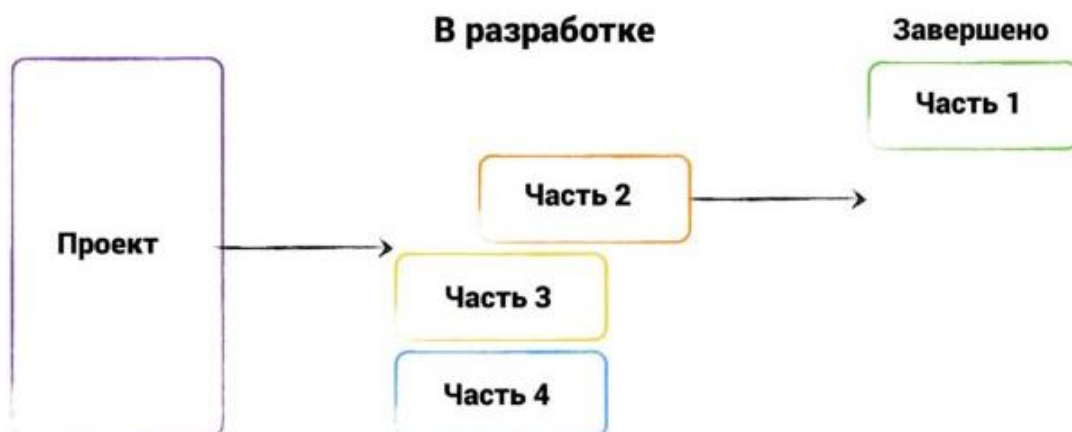 В разработке
Завершено
Часть 1
Часть 2
Проект
Часть 3
Часть 4